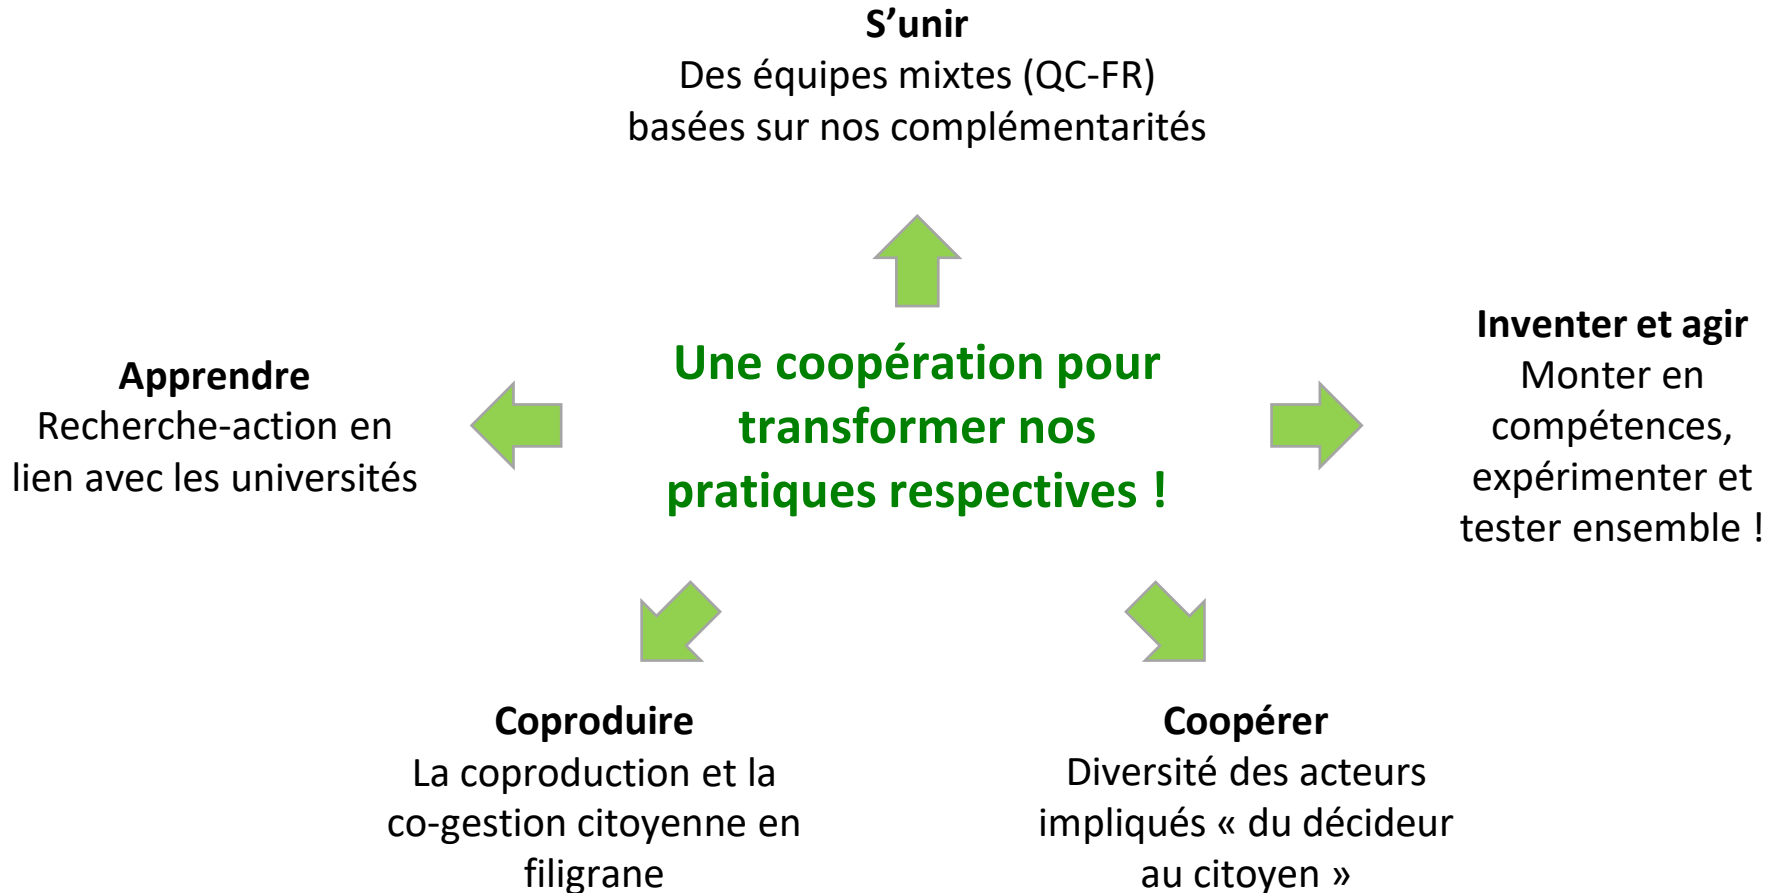 S’unir
Des équipes mixtes (QC-FR)
basées sur nos complémentarités
Apprendre
Recherche-action en
lien avec les universités
Une coopération pour
transformer nos
pratiques respectives !
Inventer et agir
Monter en
compétences,
expérimenter et
tester ensemble !
Coproduire
La coproduction et la
co-gestion citoyenne en
filigrane
Coopérer
Diversité des acteurs
impliqués « du décideur
au citoyen »